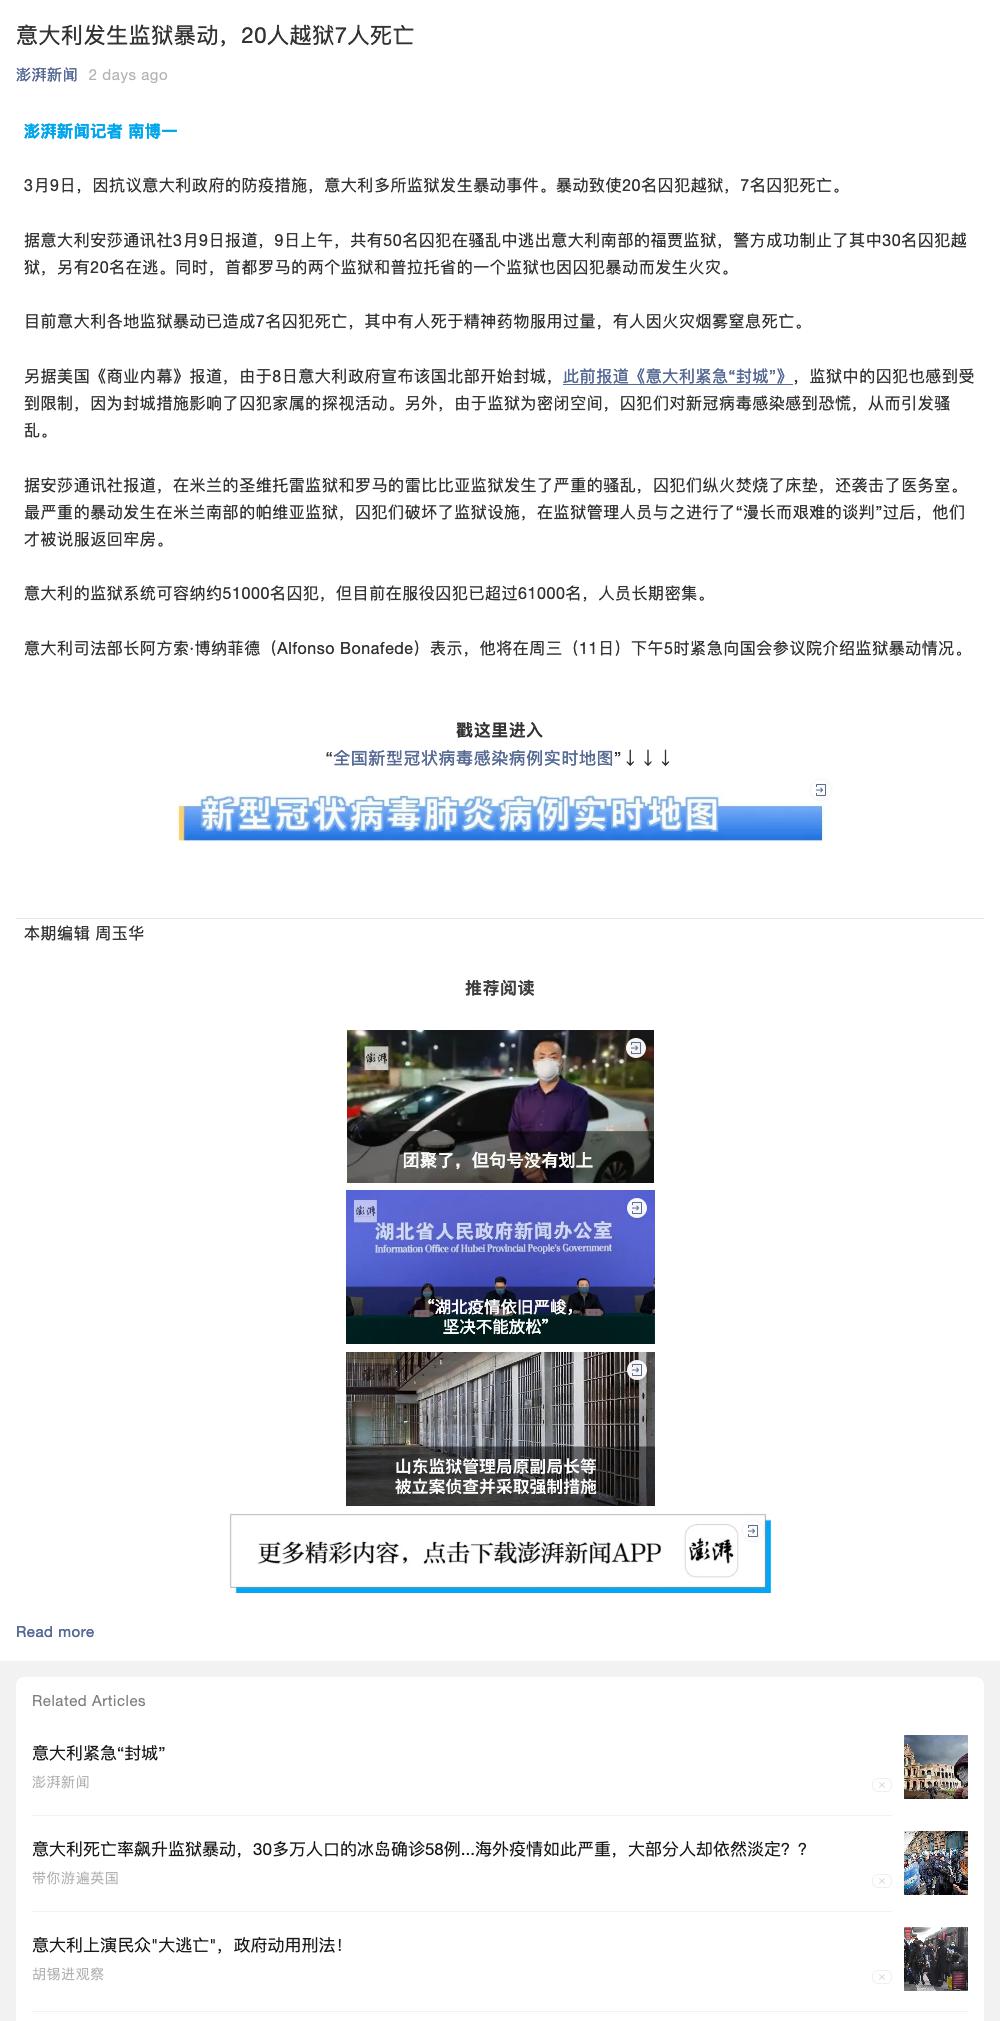 意大利发生监狱暴动，20人越狱7人死亡
澎湃新闻 2 days ago
澎湃新闻记者 南博一
3月9日，因抗议意大利政府的防疫措施，意大利多所监狱发生暴动事件。暴动致使20名囚犯越狱，7名囚犯死亡。
据意大利安莎通讯社3月9日报道，9日上午，共有50名囚犯在骚乱中逃出意大利南部的福贾监狱，警方成功制止了其中30名囚犯越
狱，另有20名在逃。同时，首都罗马的两个监狱和普拉托省的一个监狱也因囚犯暴动而发生火灾。
目前意大利各地监狱暴动已造成7名囚犯死亡，其中有人死于精神药物服用过量，有人因火灾烟雾窒息死亡。
另据美国《商业内幕》报道，由于8日意大利政府宣布该国北部开始封城，此前报道《意大利紧急“封城”》，监狱中的囚犯也感到受
到限制，因为封城措施影响了囚犯家属的探视活动。另外，由于监狱为密闭空间，囚犯们对新冠病毒感染感到恐慌，从而引发骚
乱。
据安莎通讯社报道，在米兰的圣维托雷监狱和罗马的雷比比亚监狱发生了严重的骚乱，囚犯们纵火焚烧了床垫，还袭击了医务室。
最严重的暴动发生在米兰南部的帕维亚监狱，囚犯们破坏了监狱设施，在监狱管理人员与之进行了“漫长而艰难的谈判”过后，他们
才被说服返回牢房。
意大利的监狱系统可容纳约51000名囚犯，但目前在服役囚犯已超过61000名，人员长期密集。
意大利司法部长阿方索·博纳菲德（Alfonso Bonafede）表示，他将在周三（11日）下午5时紧急向国会参议院介绍监狱暴动情况。
戳这里进入
“全国新型冠状病毒感染病例实时地图”↓↓↓
新型冠状病毒肺炎病例实时地图
本期编辑 周玉华
推荐阅读
澎湃
团聚了，但句号没有划上
澎湃
湖北省人民政府新闻办公室
Information Office of Hubei Provincial People's Government
“湖北疫情依旧严峻，
坚决不能放松”
山东监狱管理局原副局长等
被立案侦查并采取强制措施
更多精彩内容，点击下载澎湃新闻APP 澎湃
Read more
Related Articles
意大利紧急“封城”
澎湃新闻
意大利死亡率飙升监狱暴动，30多万人口的冰岛确诊58例...海外疫情如此严重，大部分人却依然淡定？？
带你游遍英国
意大利上演民众"大逃亡"，政府动用刑法！
胡锡进观察